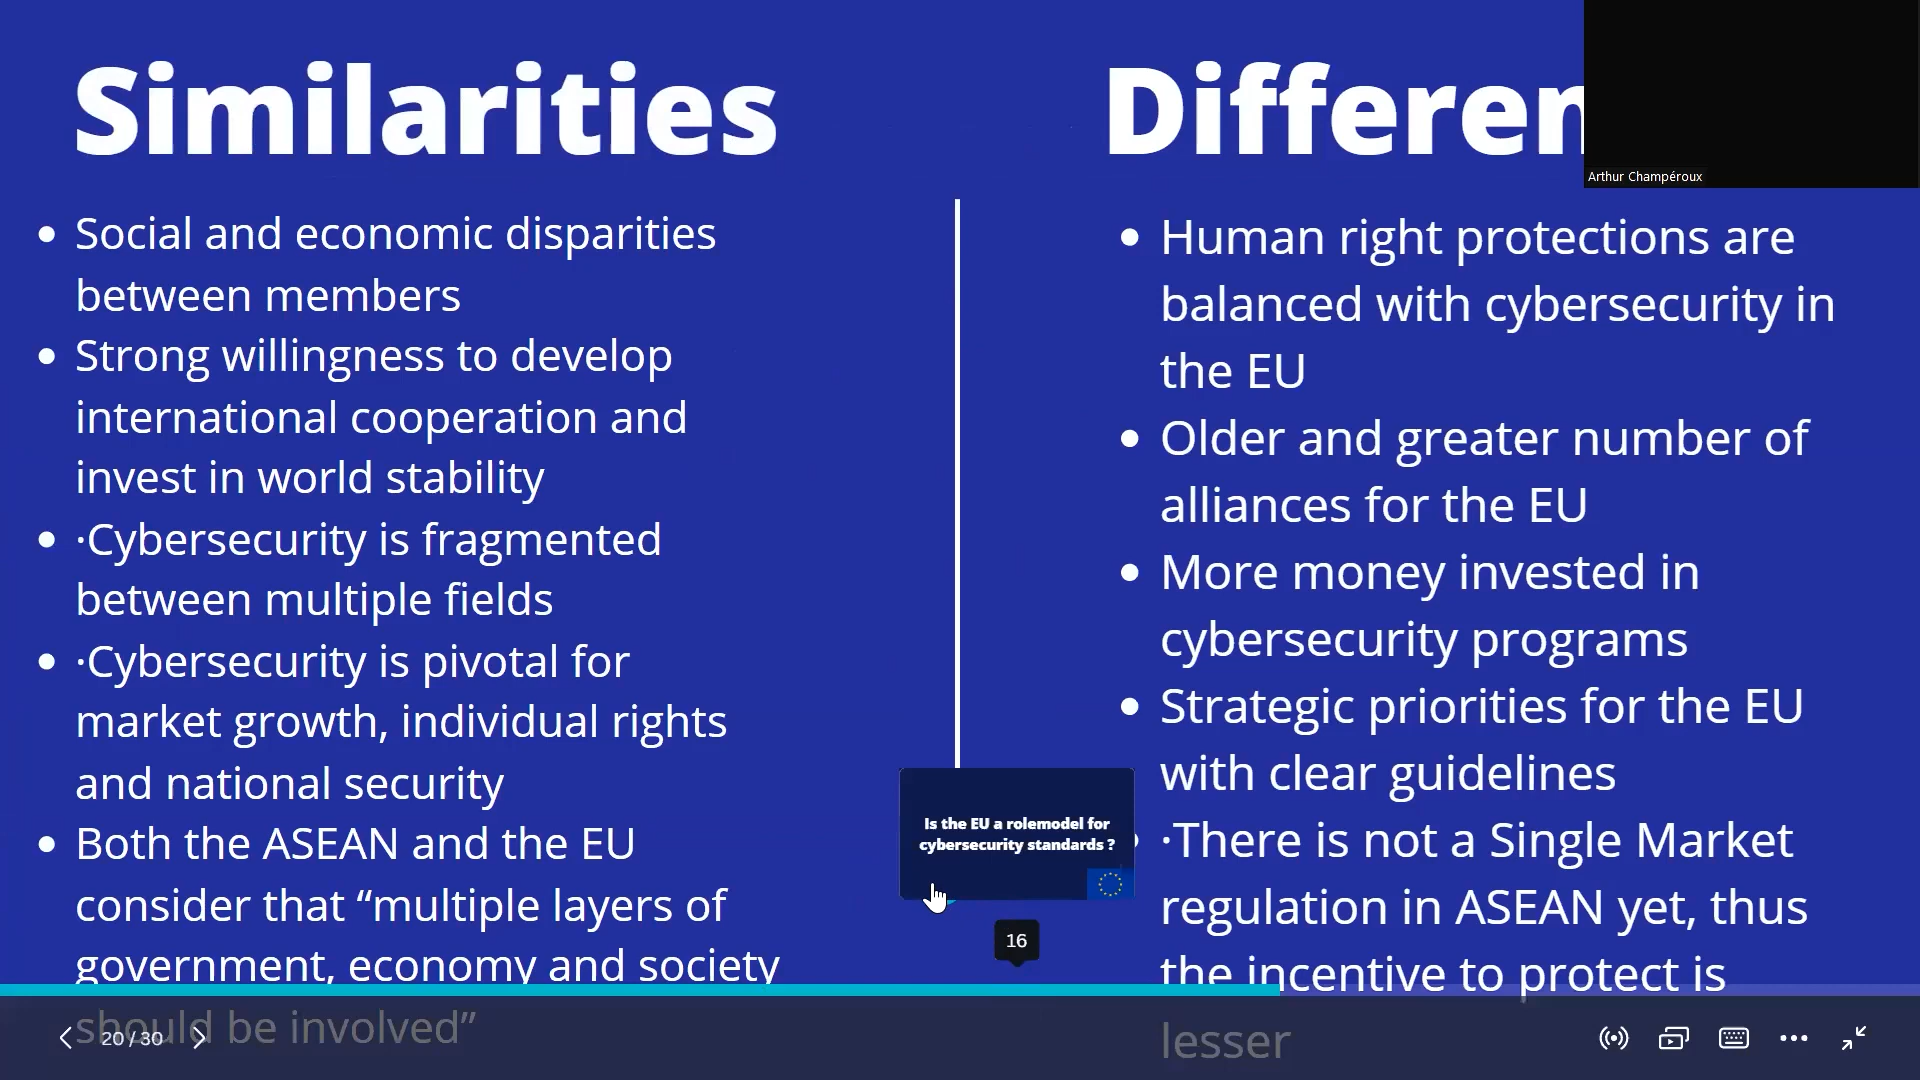 Similarities
Social and economic disparities
between members
Strong willingness to develop
international cooperation and
invest in world stability
·Cybersecurity is fragmented
between multiple fields
·Cybersecurity is pivotal for
market growth, individual rights
and national security
Both the ASEAN and the EU
consider that “multiple layers of
government, economy and society
should be involved”
Differen
Arthur Champéroux
Human right protections are
balanced with cybersecurity in
the EU
Older and greater number of
alliances for the EU
More money invested in
cybersecurity programs
Strategic priorities for the EU
with clear guidelines
·There is not a Single Market
regulation in ASEAN yet, thus
the incentive to protect is
lesser
Is the EU a rolemodel for
cybersecurity standards ?
16
20 / 30